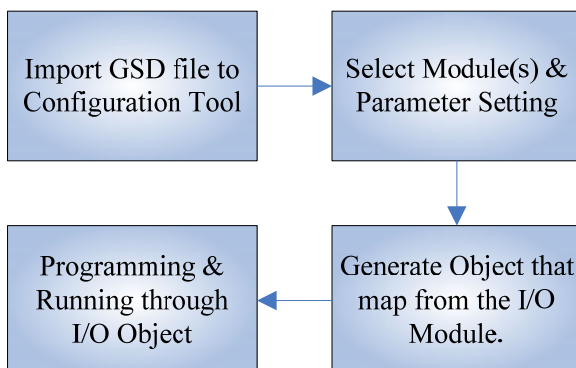 Import GSD file to
Configuration Tool
Select Module(s) &
Parameter Setting
Generate Object that
map from the I/O
Module.
Programming &
Running through
I/O Object